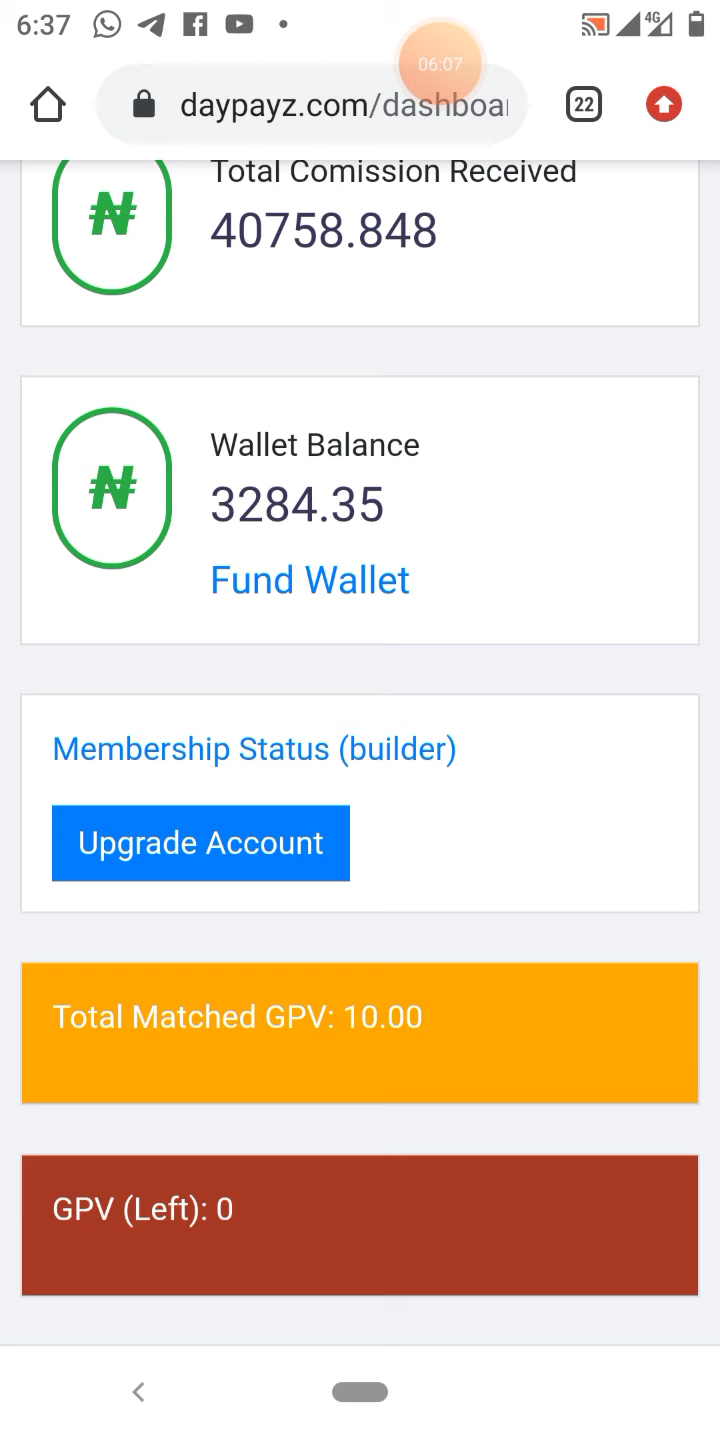 6:37
4G
06:07
daypayz.com/dashboa
22
Total Comission Received
₦
40758.848
Wallet Balance
₦
3284.35
Fund Wallet
Membership Status (builder)
Upgrade Account
Total Matched GPV: 10.00
GPV (Left): 0